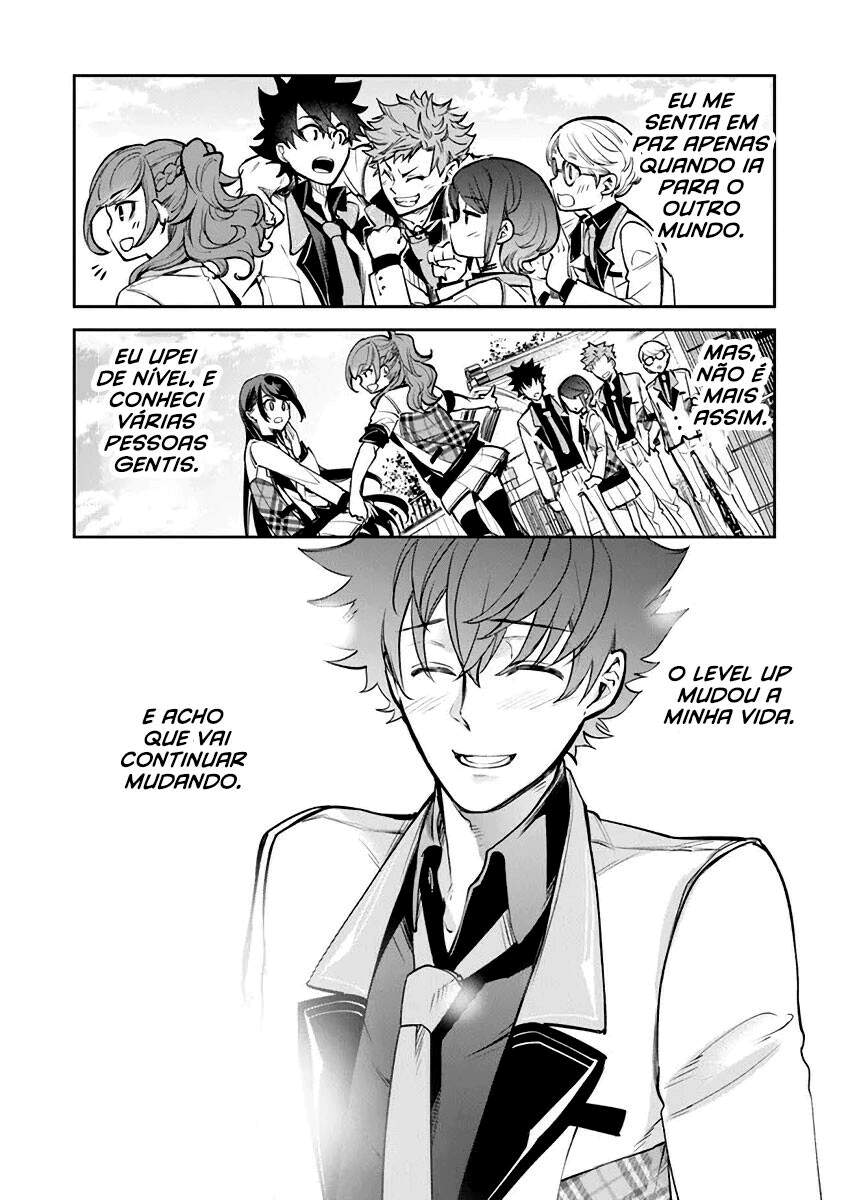 EU ME
SENTIA EM
PAZ APENAS
QUANDO IA
PARA O
OUTRO
MUNDO.
MAS,
NÃO É
MAIS
ASSIM.
EU UPEI
DE NÍVEL, E
CONHECI
VÁRIAS
PESSOAS
GENTIS.
O LEVEL UP
MUDOU A
MINHA VIDA.
E ACHO
QUE VAI
CONTINUAR
MUDANDO.